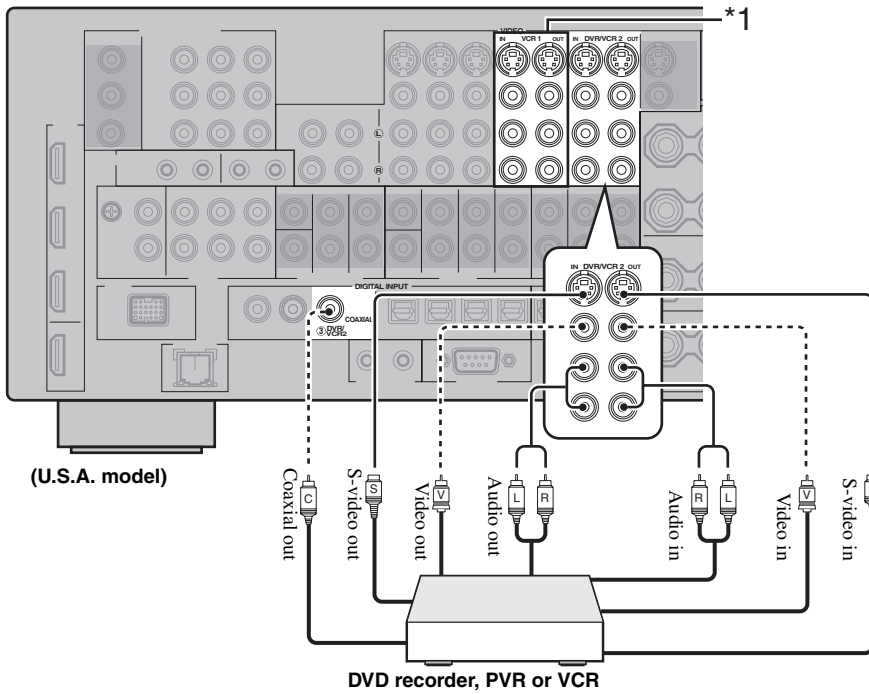 *1
VIDEO
IN VCR 1 OUT IN DVR/VCR 2 OUT
L
R
IN DVR/VCR 2 OUT
DIGITAL INPUT
COAXIAL
③ DVR/
VCR2
(U.S.A. model)
Coaxial out
S-video out
Video out
Audio out
Audio in
Video in
S-video in
C
S
V
L
R
R
L
V
DVD recorder, PVR or VCR